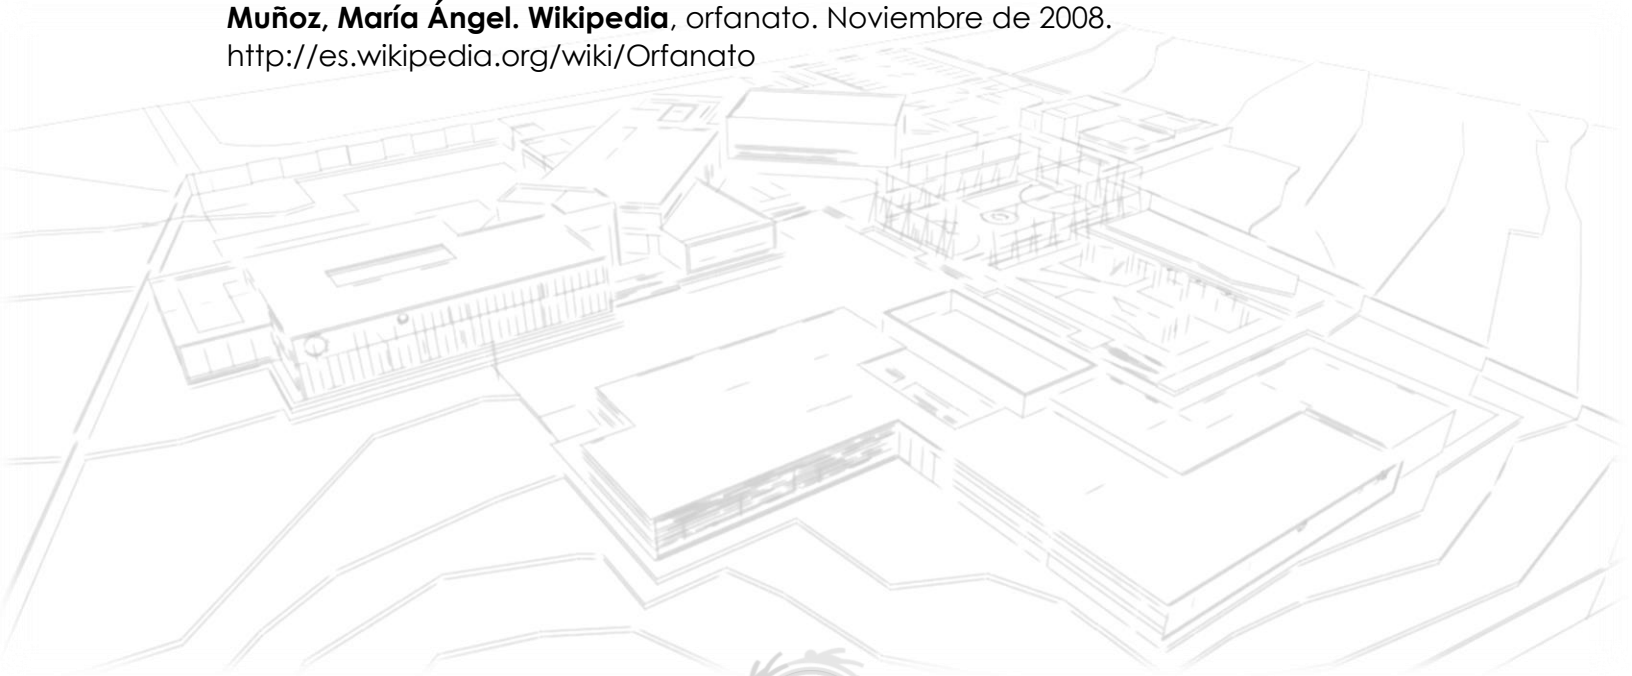 Muñoz, María Ángel. Wikipedia, orfanato. Noviembre de 2008.
http://es.wikipedia.org/wiki/Orfanato